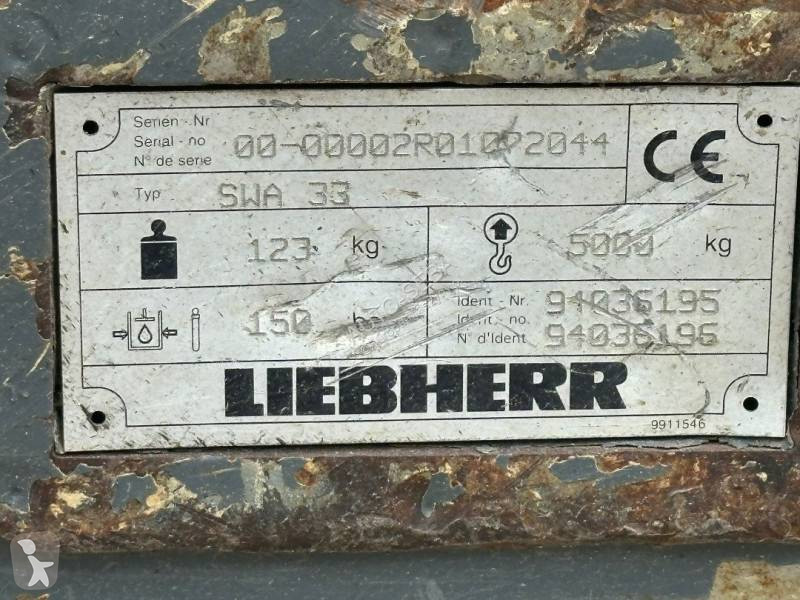 Serien - Nr
Serial - no
N° de serie
00-00002R01072044
CE
Typ
SWA 33
123 kg
5000 kg
150
Ident - Nr.
Ident. - no.
N° d'Ident
94036195
94036196
LIEBHERR
9911546